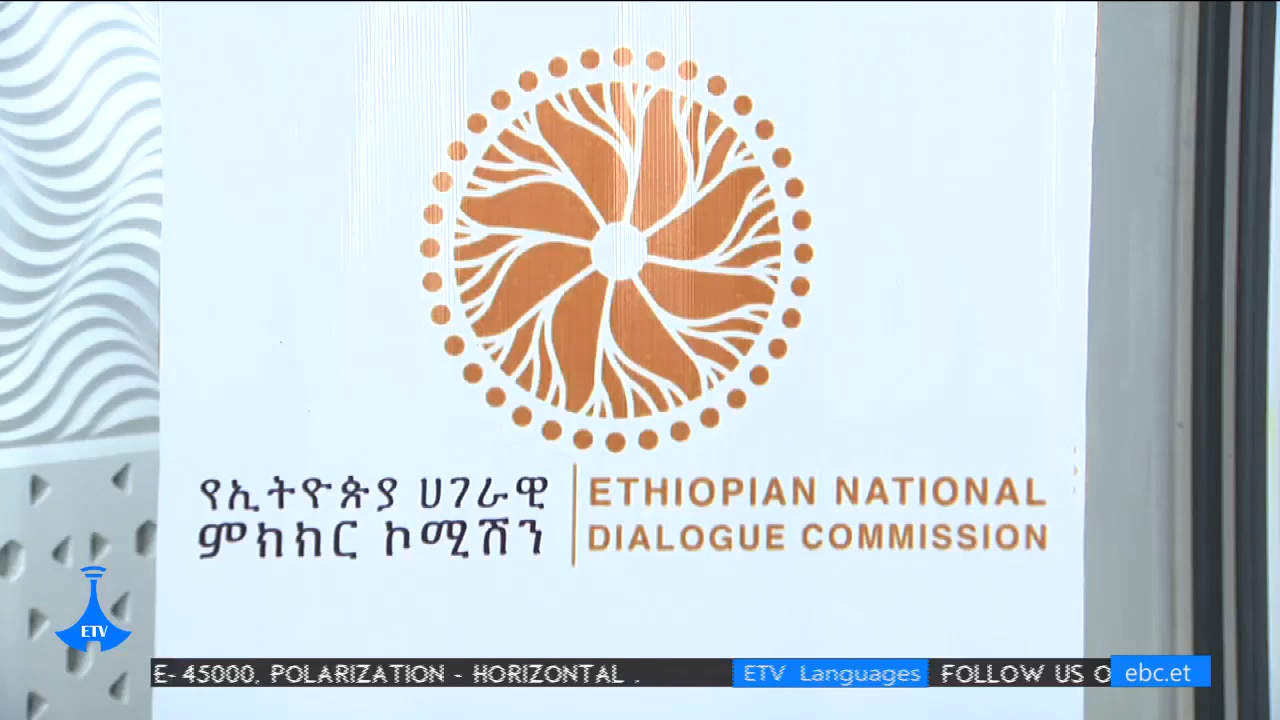 የኢትዮጵያ ሀገራዊ
ምክክር ኮሚሽን
ETHIOPIAN NATIONAL
DIALOGUE COMMISSION
ETV
E- 45000, POLARIZATION - HORIZONTAL .
ETV Languages
FOLLOW US O
ebc.et